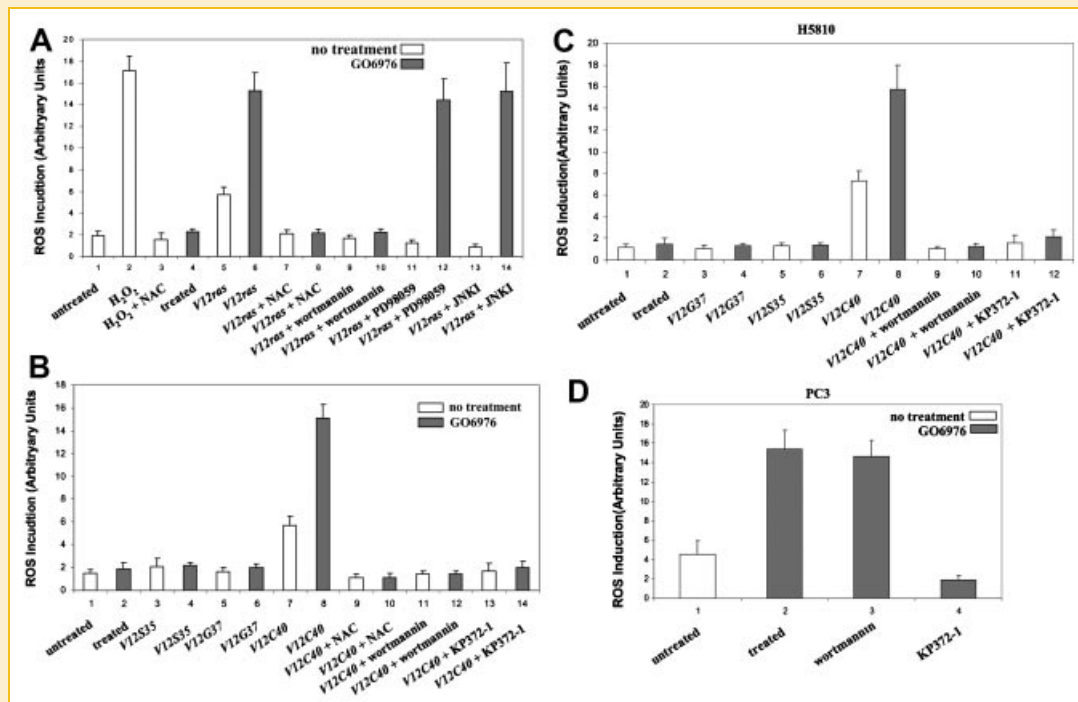 A
no treatment
GO6976
ROS Incudtion (Arbitryary Units)
20
18
16
14
12
10
8
6
4
2
0
1 2 3 4 5 6 7 8 9 10 11 12 13 14
untreated
H₂O₂
H₂O₂ + NAC
treated
V12ras
V12ras
V12ras + NAC
V12ras + NAC
V12ras + wortmannin
V12ras + wortmannin
V12ras + PD98059
V12ras + PD98059
V12ras + JNKI
V12ras + JNKI
B
no treatment
GO6976
ROS Incudtion (Arbitryary Units)
18
16
14
12
10
8
6
4
2
0
1 2 3 4 5 6 7 8 9 10 11 12 13 14
untreated
treated
V12S35
V12S35
V12G37
V12G37
V12C40
V12C40
V12C40 + NAC
V12C40 + NAC
V12C40 + wortmannin
V12C40 + wortmannin
V12C40 + KP372-1
V12C40 + KP372-1
C
H5810
ROS Induction(Arbitrary Units)
20
18
16
14
12
10
8
6
4
2
0
1 2 3 4 5 6 7 8 9 10 11 12
untreated
treated
V12G37
V12G37
V12S35
V12S35
V12C40
V12C40
V12C40 + wortmannin
V12C40 + wortmannin
V12C40 + KP372-1
V12C40 + KP372-1
D
PC3
no treatment
GO6976
ROS Induction(Arbitrary Units)
20
18
16
14
12
10
8
6
4
2
0
1 2 3 4
untreated
treated
wortmannin
KP372-1